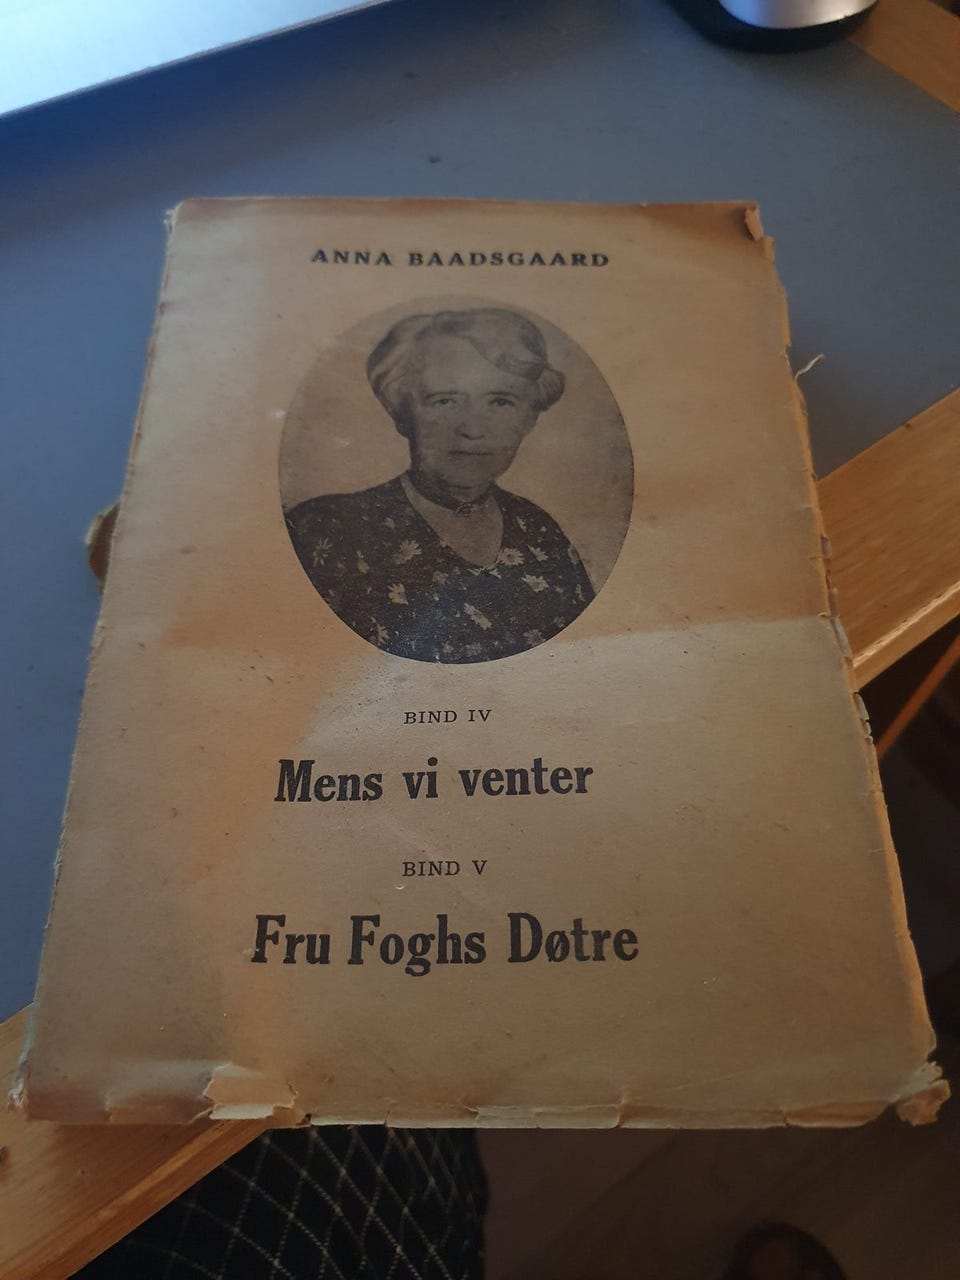 ANNA BAADSGAARD
BIND IV
Mens vi venter
BIND V
Fru Foghs Døtre